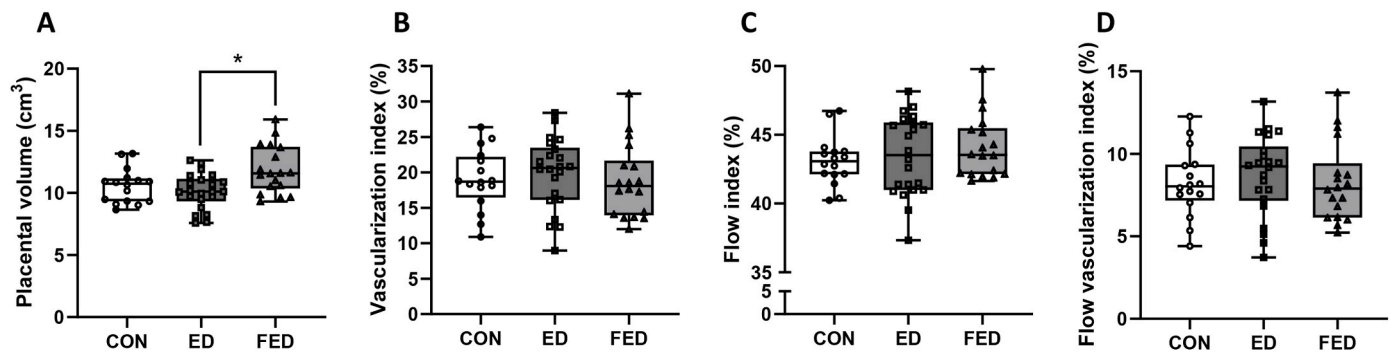 A
Placental volume (cm³)
20
15
10
5
0
*
CON ED FED
B
Vascularization index (%)
35
30
25
20
15
10
5
0
CON ED FED
C
Flow index (%)
50
45
40
35
5
0
CON ED FED
D
Flow vascularization index (%)
15
10
5
0
CON ED FED